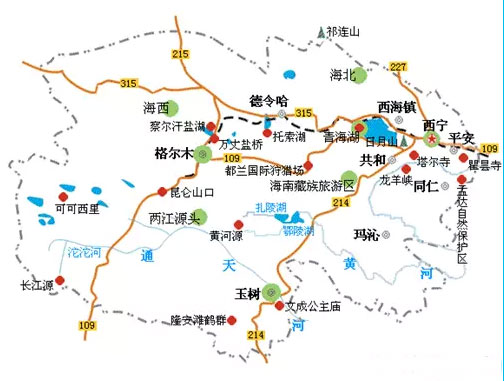 祁连山
215
227
315
海北
海西
德令哈
315
西海镇
察尔汗盐湖
托索湖
青海湖
西宁
日月山
平安
万丈盐桥
109
格尔木
109
共和
塔尔寺
瞿昙寺
都兰国际狩猎场
龙羊峡
海南藏族旅游区
同仁
孟达自然保护区
昆仑山口
可可西里
214
两江源头
扎陵湖
黄河源
鄂陵湖
玛沁
沱沱河
通
天
河
黄
河
长江源
玉树
文成公主庙
109
隆安滩鹤群
214